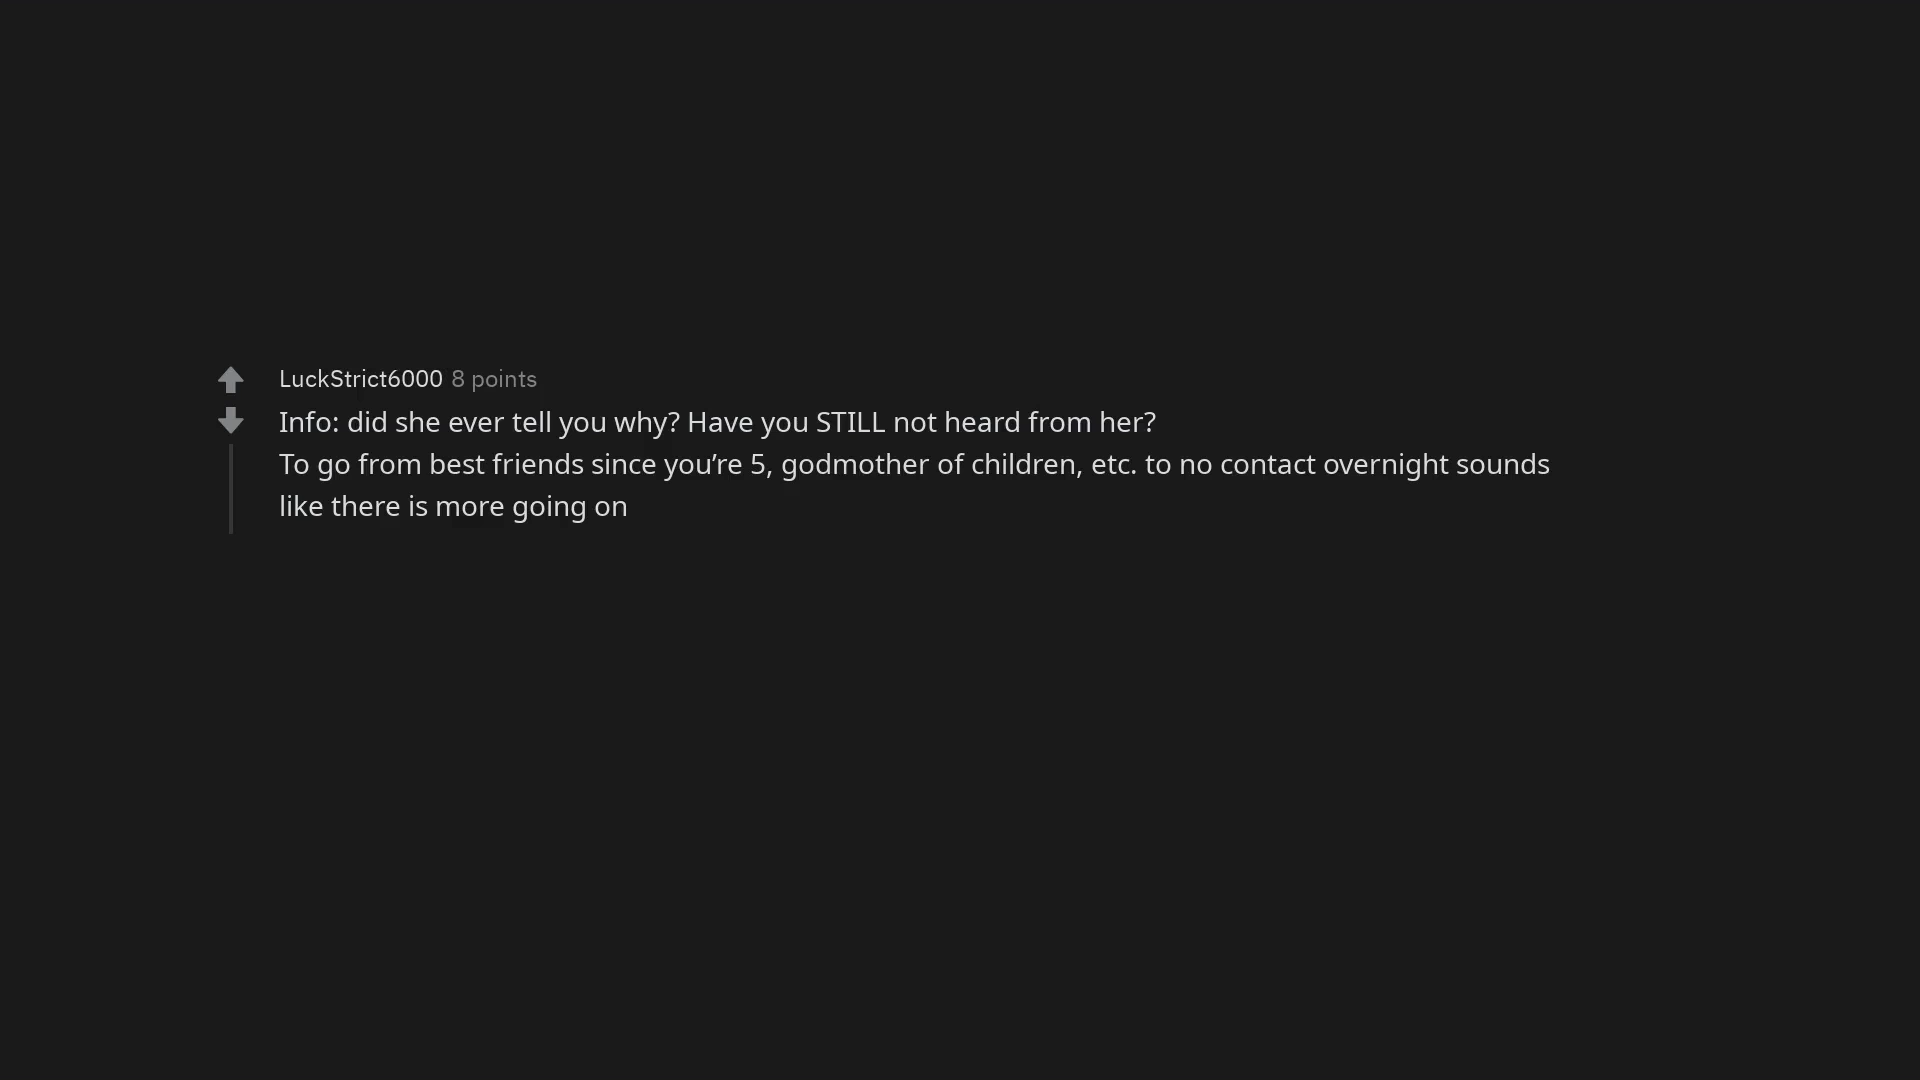 LuckStrict6000 8 points
Info: did she ever tell you why? Have you STILL not heard from her?
To go from best friends since you’re 5, godmother of children, etc. to no contact overnight sounds
like there is more going on